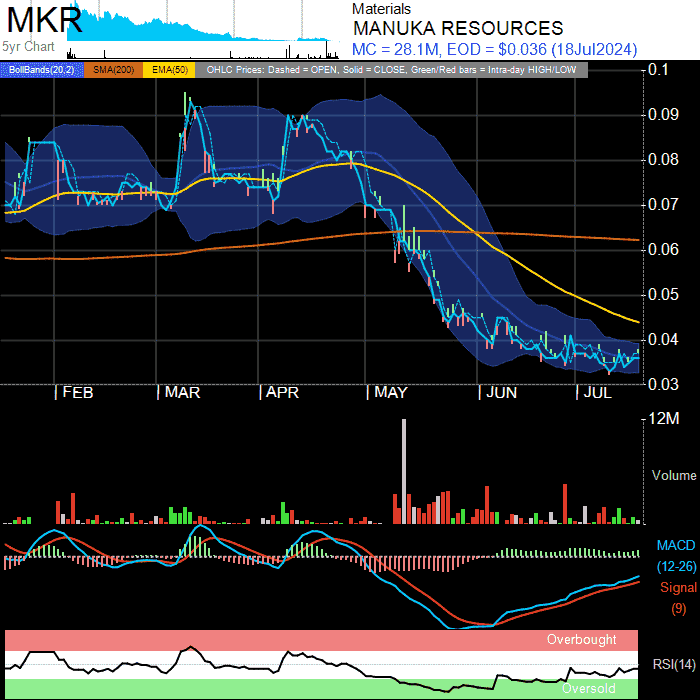 MKR
5yr Chart
Materials
MANUKA RESOURCES
MC = 28.1M, EOD = $0.036 (18Jul2024)
BollBands(20,2) SMA(200) EMA(50) OHLC Prices: Dashed = OPEN, Solid = CLOSE, Green/Red bars = Intra-day HIGH/LOW
0.1
0.09
0.08
0.07
0.06
0.05
0.04
0.03
FEB MAR APR MAY JUN JUL
12M
Volume
MACD
(12-26)
Signal
(9)
Overbought
RSI(14)
Oversold